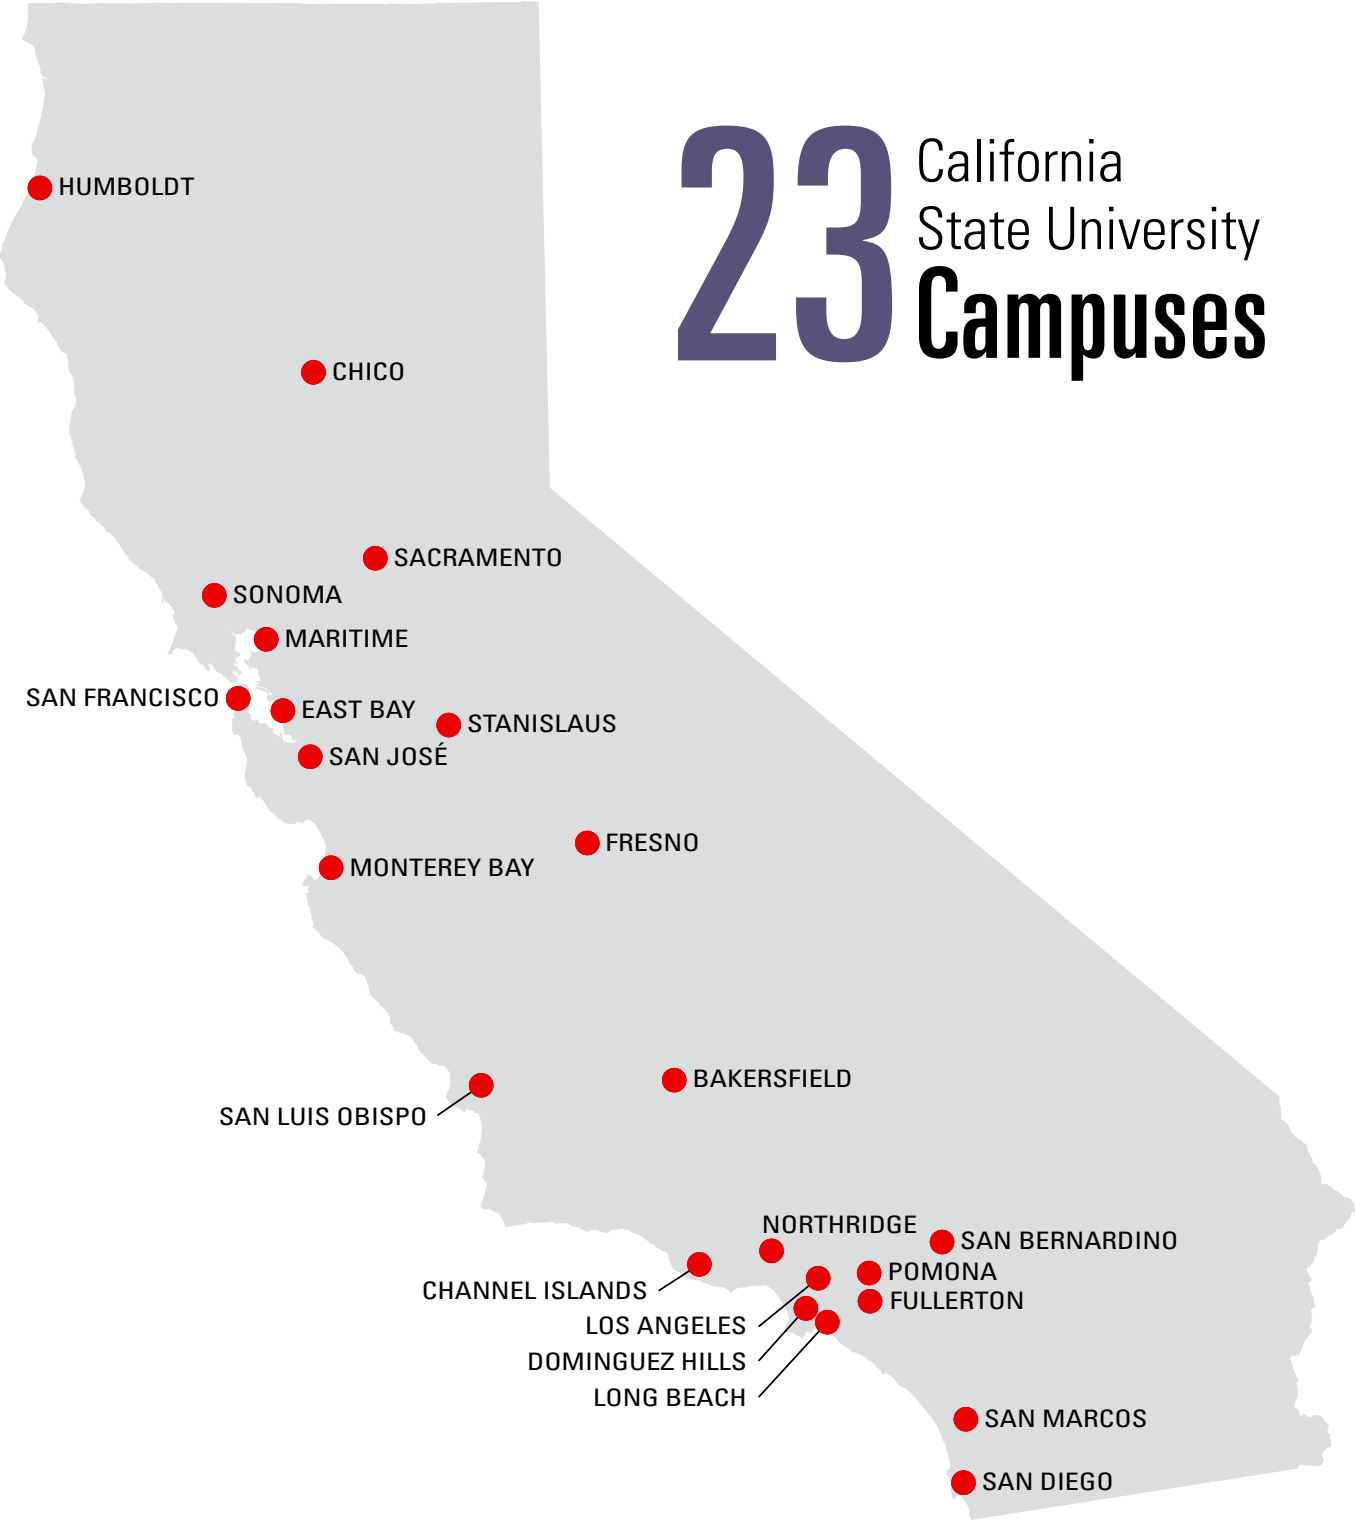 23
California
State University
Campuses
HUMBOLDT
CHICO
SACRAMENTO
SONOMA
MARITIME
SAN FRANCISCO
EAST BAY
STANISLAUS
SAN JOSÉ
FRESNO
MONTEREY BAY
BAKERSFIELD
SAN LUIS OBISPO
NORTHRIDGE
SAN BERNARDINO
POMONA
CHANNEL ISLANDS
FULLERTON
LOS ANGELES
DOMINGUEZ HILLS
LONG BEACH
SAN MARCOS
SAN DIEGO